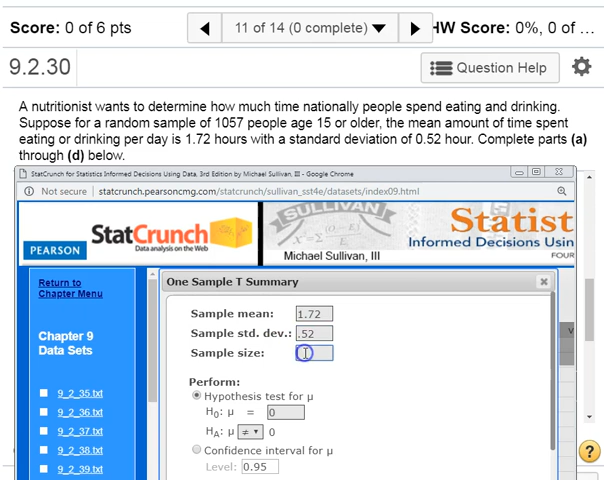 Score: 0 of 6 pts
11 of 14 (0 complete)
HW Score: 0%, 0 of ...
9.2.30
Question Help
A nutritionist wants to determine how much time nationally people spend eating and drinking.
Suppose for a random sample of 1057 people age 15 or older, the mean amount of time spent
eating or drinking per day is 1.72 hours with a standard deviation of 0.52 hour. Complete parts (a)
through (d) below.
StatCrunch for Statistics Informed Decisions Using Data, 3rd Edition by Michael Sullivan, III - Google Chrome
Not secure | statcrunch.pearsoncmg.com/statcrunch/sullivan_sst4e/datasets/index09.html
PEARSON
StatCrunch
Data analysis on the Web
SULLIVAN
Michael Sullivan, III
Statist
Informed Decisions Usin
FOUR
Return to
Chapter Menu
Chapter 9
Data Sets
9_2_35.txt
9_2_36.txt
9_2_37.txt
9_2_38.txt
9_2_39.txt
One Sample T Summary
Sample mean: 1.72
Sample std. dev.: .52
Sample size:
Perform:
Hypothesis test for μ
H0: μ = 0
HA: μ ≠ 0
Confidence interval for μ
Level: 0.95
v
?